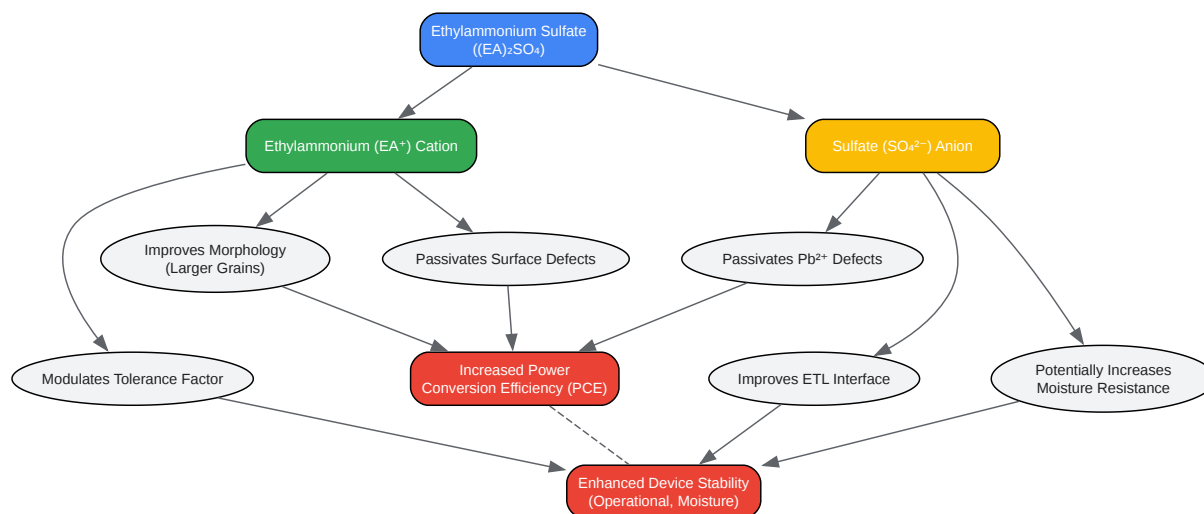 Ethylammonium Sulfate
((EA)₂SO₄)
Ethylammonium (EA⁺) Cation
Sulfate (SO₄²⁻) Anion
Improves Morphology
(Larger Grains)
Passivates Surface Defects
Passivates Pb²⁺ Defects
Modulates Tolerance Factor
Increased Power
Conversion Efficiency (PCE)
Improves ETL Interface
Potentially Increases
Moisture Resistance
Enhanced Device Stability
(Operational, Moisture)